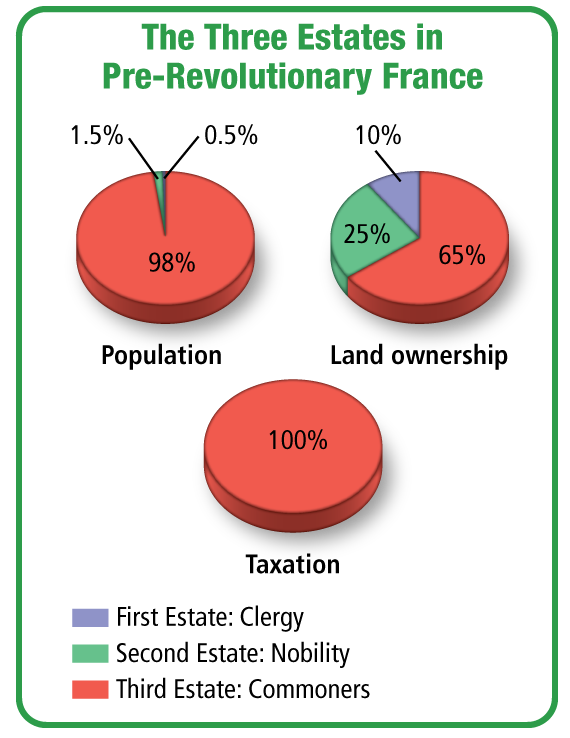 The Three Estates in
Pre-Revolutionary France
1.5%
0.5%
98%
Population
10%
25%
65%
Land ownership
100%
Taxation
First Estate: Clergy
Second Estate: Nobility
Third Estate: Commoners